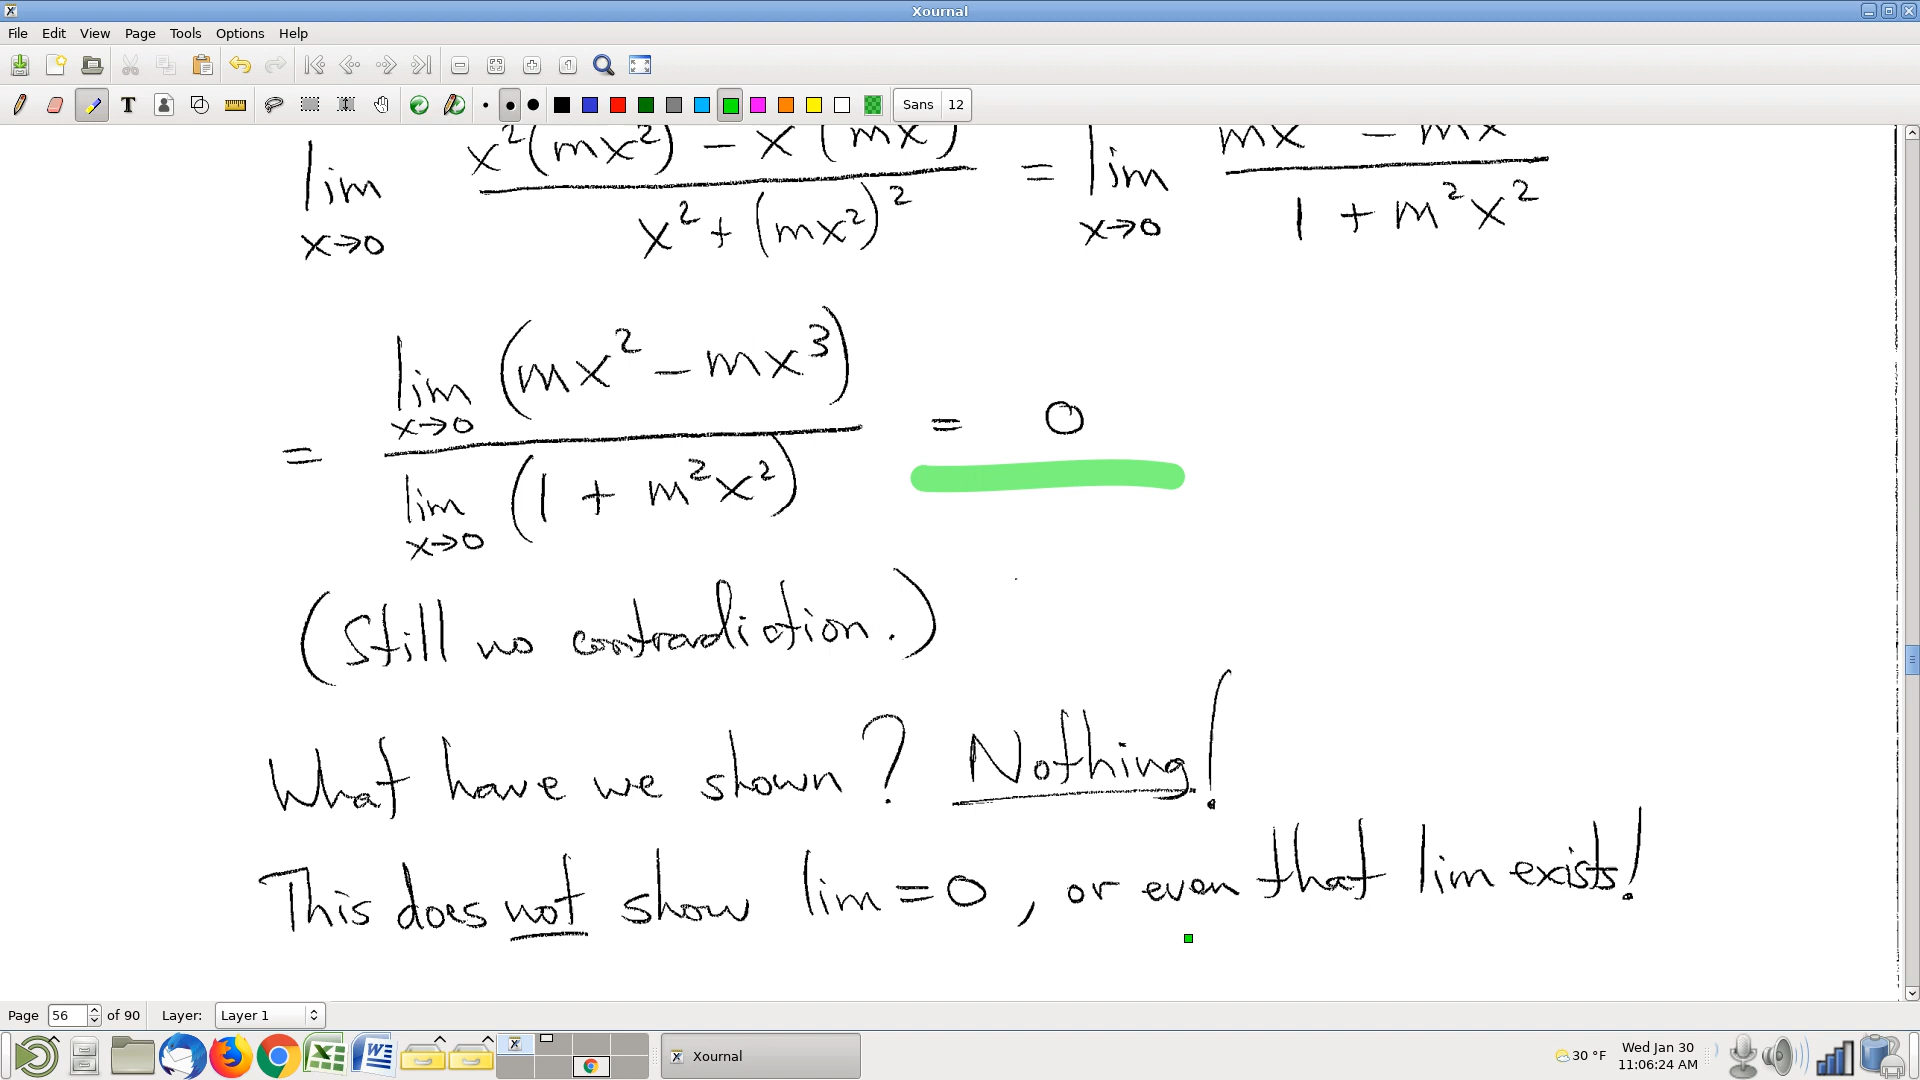 Xournal
File Edit View Page Tools Options Help
Sans 12
lim x→0 x²(mx²) − x (mx) / x² + (mx²)² = lim x→0 mx − mx / 1 + m²x²
= lim x→0 (mx² − mx³) / lim x→0 (1 + m²x²) = 0
(Still no contradiction.)
What have we shown? Nothing!
This does not show lim = 0, or even that lim exists!
Page 56 of 90 Layer: Layer 1
Xournal
30 °F
Wed Jan 30
11:06:24 AM